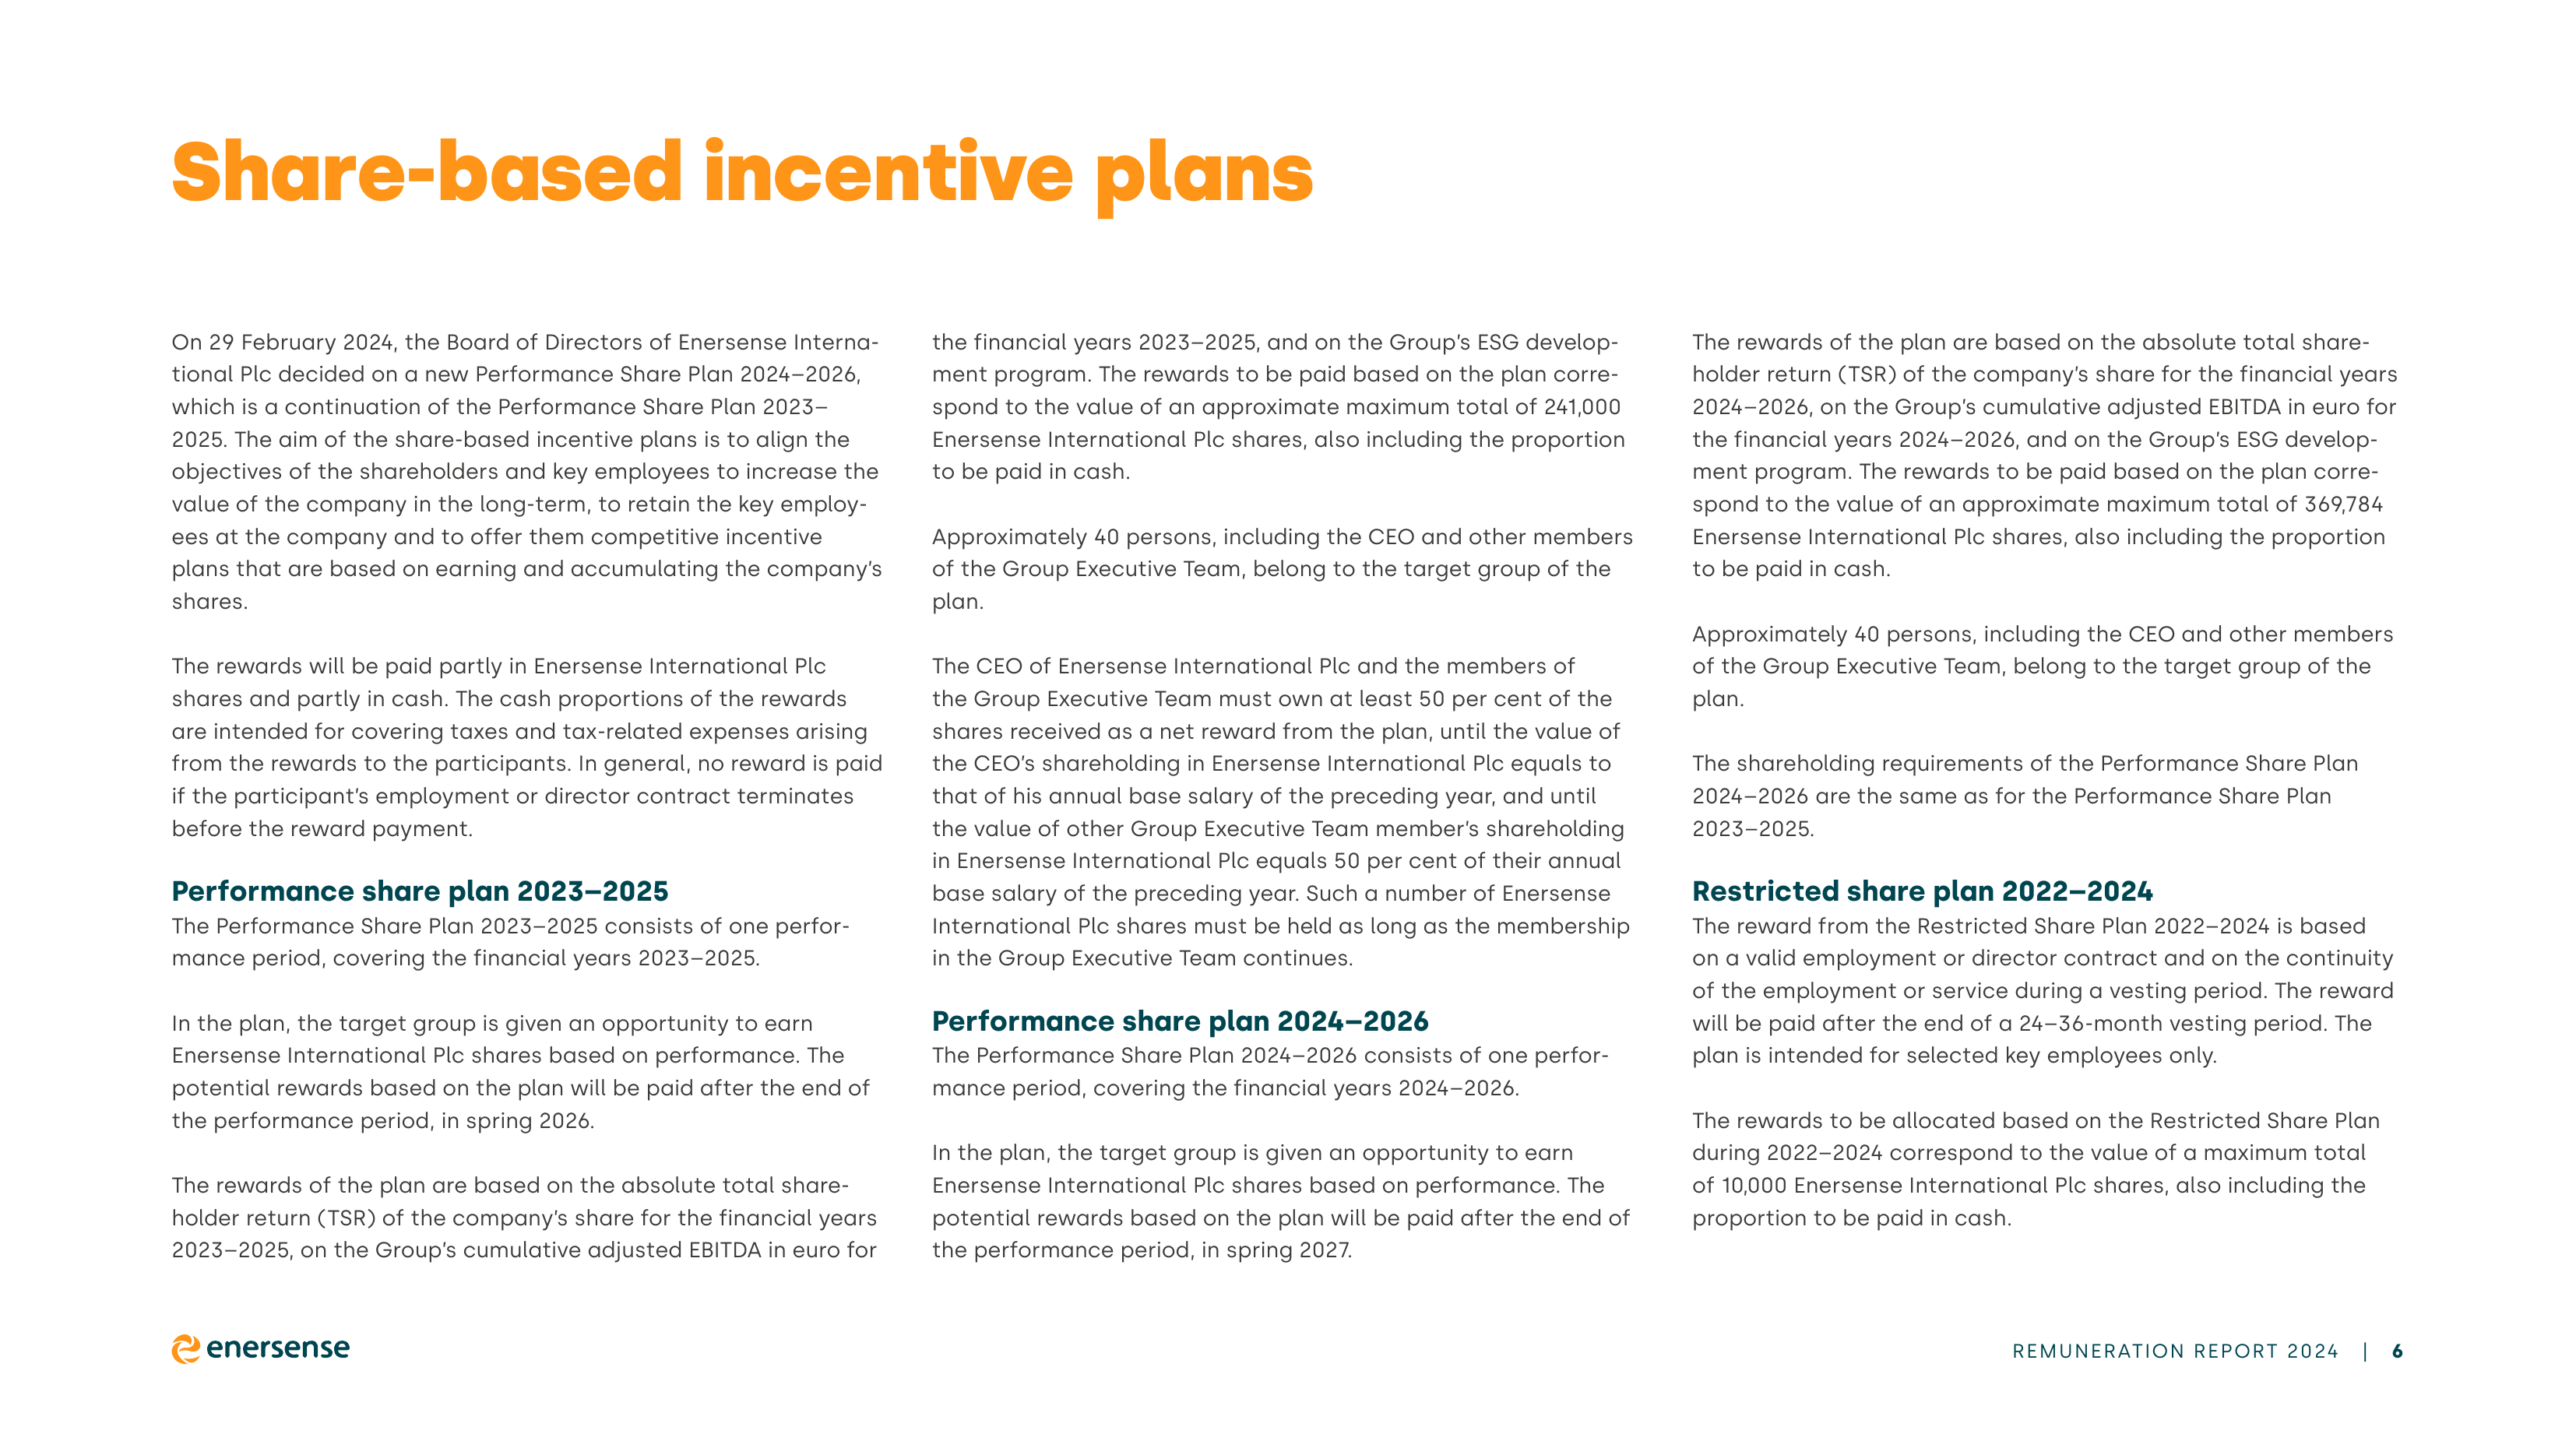 Share-based incentive plans
On 29 February 2024, the Board of Directors of Enersense Interna-
tional Plc decided on a new Performance Share Plan 2024–2026,
which is a continuation of the Performance Share Plan 2023–
2025. The aim of the share-based incentive plans is to align the
objectives of the shareholders and key employees to increase the
value of the company in the long-term, to retain the key employ-
ees at the company and to offer them competitive incentive
plans that are based on earning and accumulating the company's
shares.
The rewards will be paid partly in Enersense International Plc
shares and partly in cash. The cash proportions of the rewards
are intended for covering taxes and tax-related expenses arising
from the rewards to the participants. In general, no reward is paid
if the participant's employment or director contract terminates
before the reward payment.
Performance share plan 2023–2025
The Performance Share Plan 2023–2025 consists of one perfor-
mance period, covering the financial years 2023–2025.
In the plan, the target group is given an opportunity to earn
Enersense International Plc shares based on performance. The
potential rewards based on the plan will be paid after the end of
the performance period, in spring 2026.
The rewards of the plan are based on the absolute total share-
holder return (TSR) of the company's share for the financial years
2023–2025, on the Group's cumulative adjusted EBITDA in euro for
the financial years 2023–2025, and on the Group's ESG develop-
ment program. The rewards to be paid based on the plan corre-
spond to the value of an approximate maximum total of 241,000
Enersense International Plc shares, also including the proportion
to be paid in cash.
Approximately 40 persons, including the CEO and other members
of the Group Executive Team, belong to the target group of the
plan.
The CEO of Enersense International Plc and the members of
the Group Executive Team must own at least 50 per cent of the
shares received as a net reward from the plan, until the value of
the CEO's shareholding in Enersense International Plc equals to
that of his annual base salary of the preceding year, and until
the value of other Group Executive Team member's shareholding
in Enersense International Plc equals 50 per cent of their annual
base salary of the preceding year. Such a number of Enersense
International Plc shares must be held as long as the membership
in the Group Executive Team continues.
Performance share plan 2024–2026
The Performance Share Plan 2024–2026 consists of one perfor-
mance period, covering the financial years 2024–2026.
In the plan, the target group is given an opportunity to earn
Enersense International Plc shares based on performance. The
potential rewards based on the plan will be paid after the end of
the performance period, in spring 2027.
The rewards of the plan are based on the absolute total share-
holder return (TSR) of the company's share for the financial years
2024–2026, on the Group's cumulative adjusted EBITDA in euro for
the financial years 2024–2026, and on the Group's ESG develop-
ment program. The rewards to be paid based on the plan corre-
spond to the value of an approximate maximum total of 369,784
Enersense International Plc shares, also including the proportion
to be paid in cash.
Approximately 40 persons, including the CEO and other members
of the Group Executive Team, belong to the target group of the
plan.
The shareholding requirements of the Performance Share Plan
2024–2026 are the same as for the Performance Share Plan
2023–2025.
Restricted share plan 2022–2024
The reward from the Restricted Share Plan 2022–2024 is based
on a valid employment or director contract and on the continuity
of the employment or service during a vesting period. The reward
will be paid after the end of a 24–36-month vesting period. The
plan is intended for selected key employees only.
The rewards to be allocated based on the Restricted Share Plan
during 2022–2024 correspond to the value of a maximum total
of 10,000 Enersense International Plc shares, also including the
proportion to be paid in cash.
enersense
REMUNERATION REPORT 2024 | 6